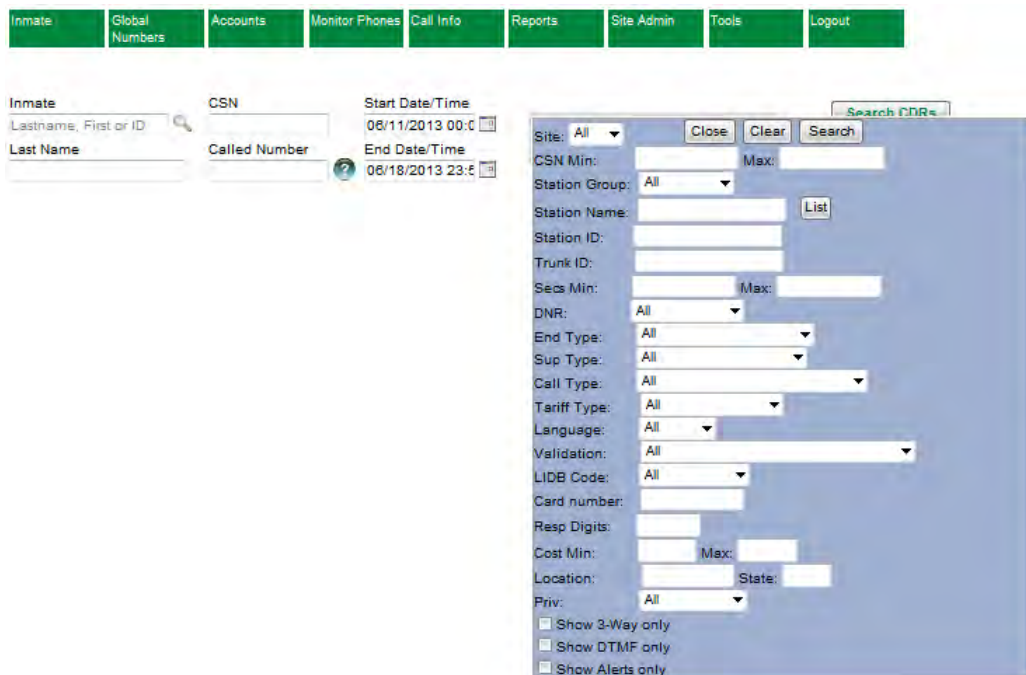 Inmate
Global Numbers
Accounts
Monitor Phones
Call Info
Reports
Site Admin
Tools
Logout
Inmate
CSN
Start Date/Time
Lastname, First or ID
06/11/2013 00:0
Last Name
Called Number
End Date/Time
?
06/18/2013 23:5
Search CDRs
Site: All
Close
Clear
Search
CSN Min:
Max:
Station Group: All
Station Name:
List
Station ID:
Trunk ID:
Secs Min:
Max:
DNR: All
End Type: All
Sup Type: All
Call Type: All
Tariff Type: All
Language: All
Validation: All
LIDB Code: All
Card number:
Resp Digits:
Cost Min:
Max:
Location:
State:
Priv: All
Show 3-Way only
Show DTMF only
Show Alerts only